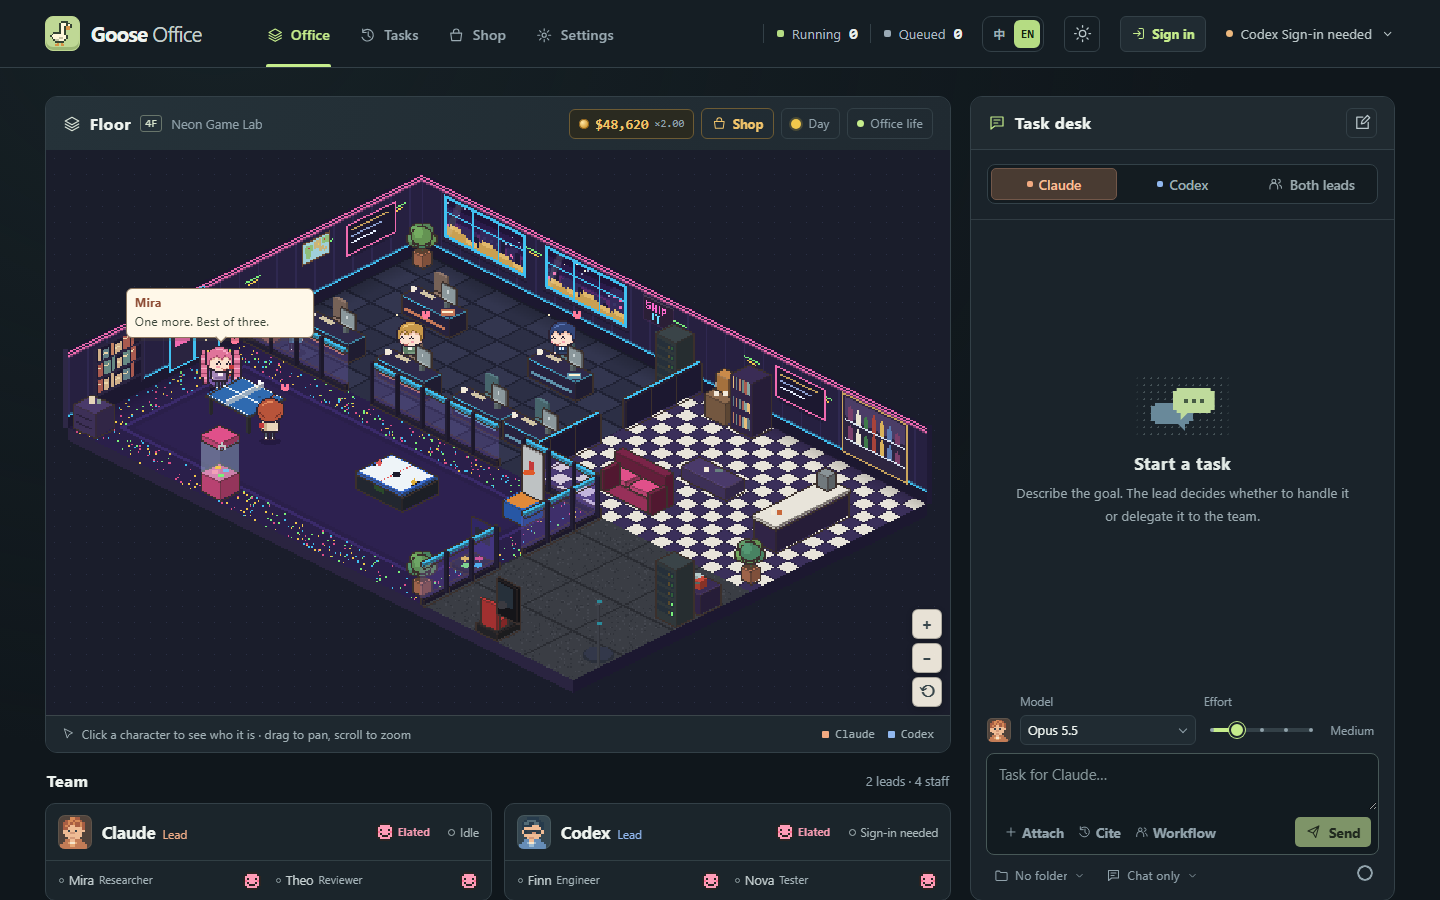 Goose Office
Office
Tasks
Shop
Settings
Running 0
Queued 0
中
EN
Sign in
Codex Sign-in needed
Floor 4F Neon Game Lab
$48,620 ×2.00
Shop
Day
Office life
Mira
One more. Best of three.
+
−
Click a character to see who it is · drag to pan, scroll to zoom
Claude
Codex
Team
2 leads · 4 staff
Claude Lead
Elated
Idle
Mira Researcher
Theo Reviewer
Codex Lead
Elated
Sign-in needed
Finn Engineer
Nova Tester
Task desk
Claude
Codex
Both leads
Start a task
Describe the goal. The lead decides whether to handle it
or delegate it to the team.
Model
Effort
Opus 5.5
Medium
Task for Claude...
Attach
Cite
Workflow
Send
No folder
Chat only